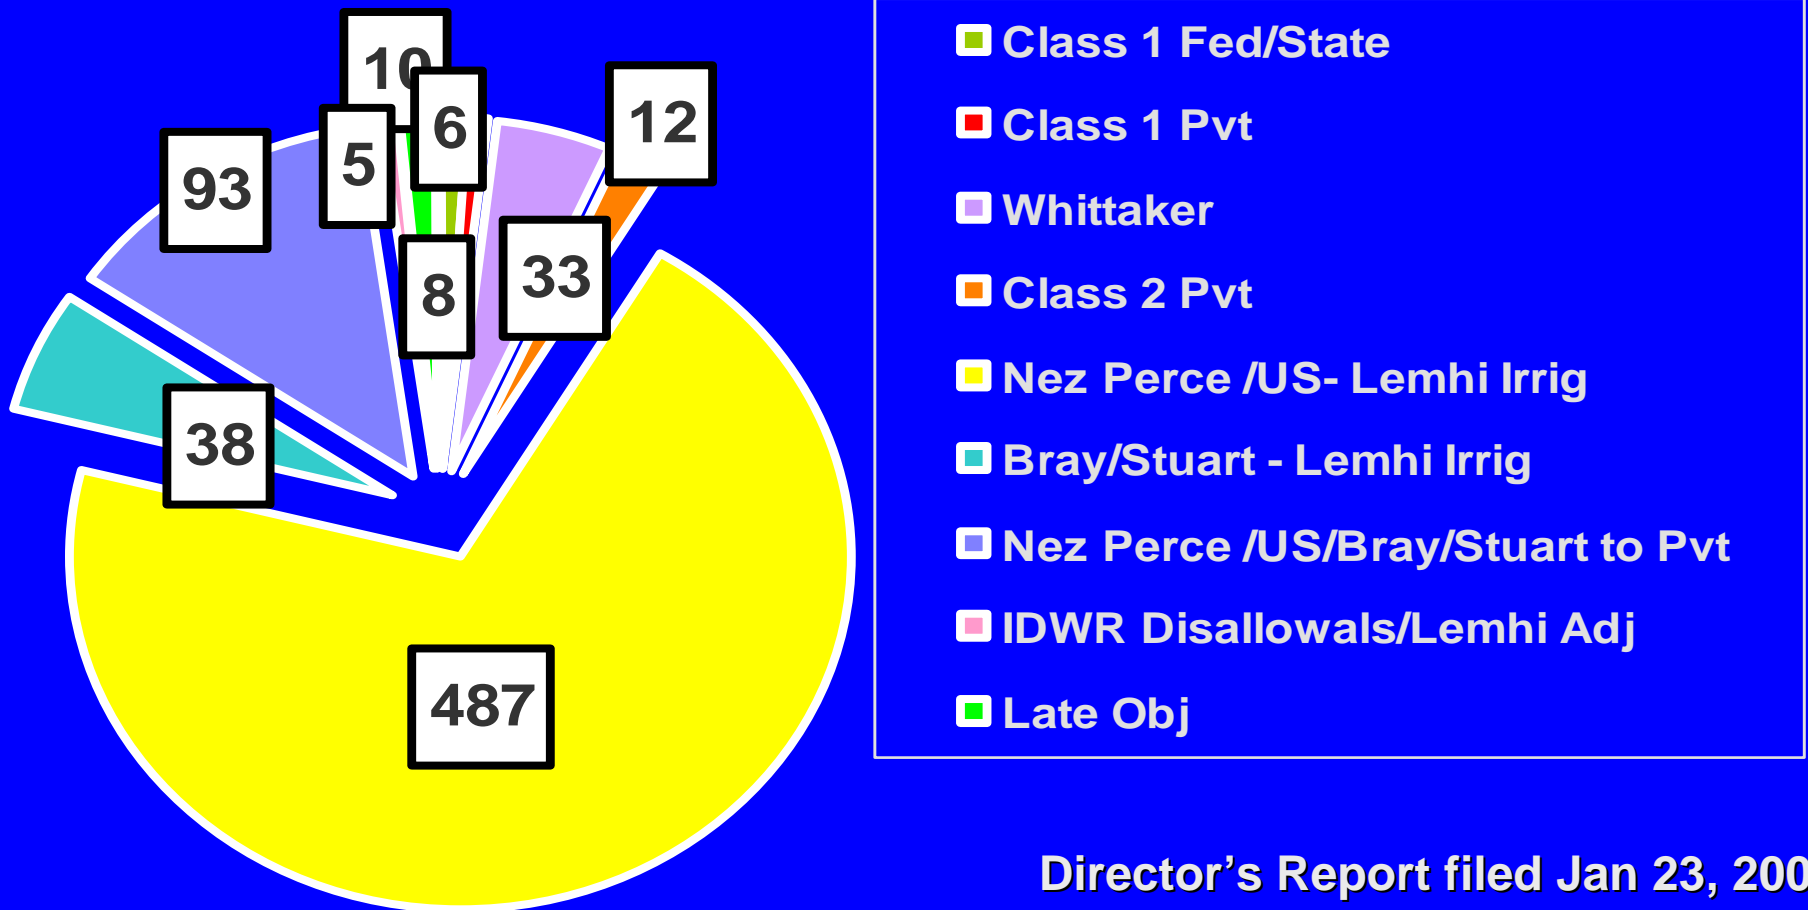 10
6
12
5
93
8
33
38
487
Class 1 Fed/State
Class 1 Pvt
Whittaker
Class 2 Pvt
Nez Perce /US- Lemhi Irrig
Bray/Stuart - Lemhi Irrig
Nez Perce /US/Bray/Stuart to Pvt
IDWR Disallowals/Lemhi Adj
Late Obj
Director’s Report filed Jan 23, 200